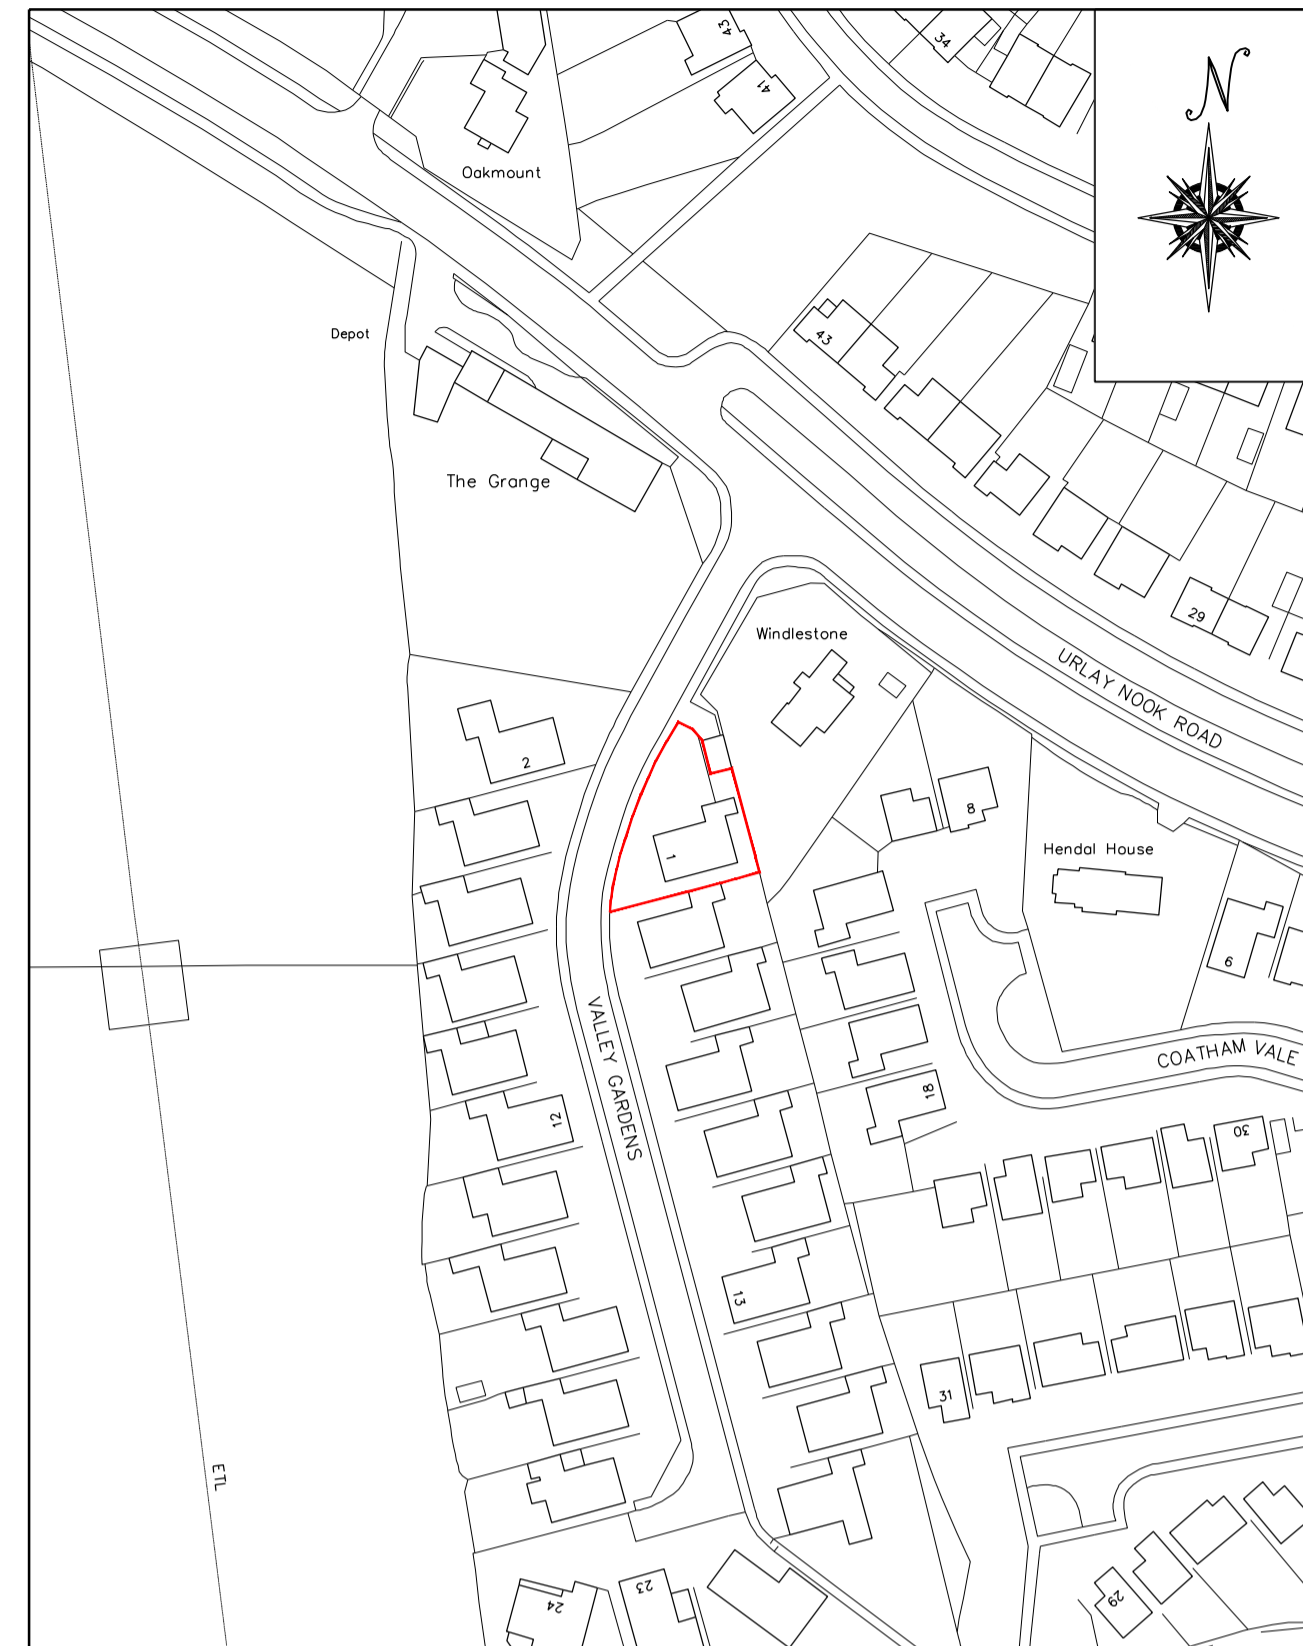 43
34
41
N
Oakmount
Depot
43
The Grange
29
Windlestone
URLAY NOOK ROAD
2
8
1
Hendal House
6
VALLEY GARDENS
COATHAM VALE
18
12
30
13
31
ETL
23
24
29